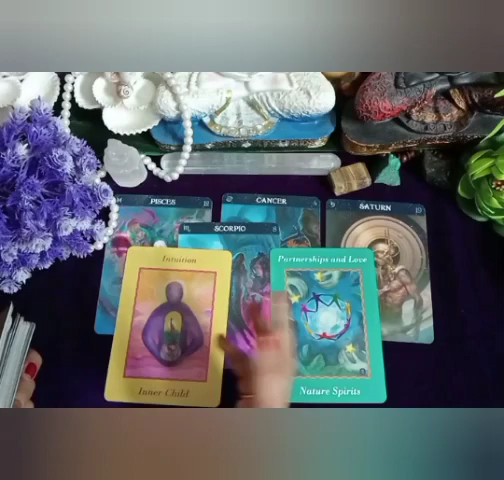 PISCES
CANCER
SATURN
SCORPIO
Intuition
Partnerships and Love
Inner Child
Nature Spirits